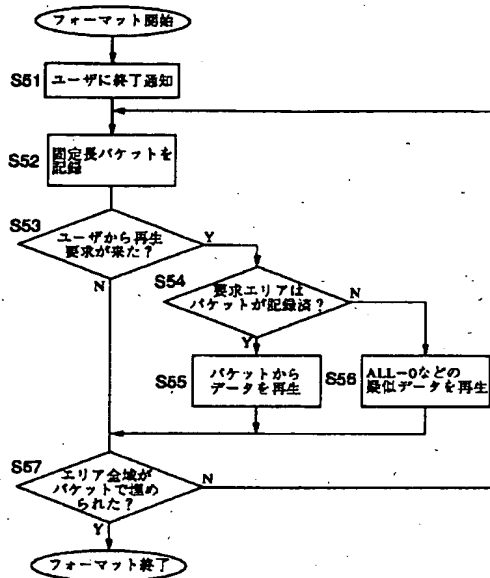 フォーマット開始
S51
ユーザに終了通知
S52
固定長パケットを
記録
S53
ユーザから再生
要求が来た?
Y
N
S54
要求エリアは
パケットが記録済?
N
Y
S55
パケットから
データを再生
S56
ALL-0などの
疑似データを再生
S57
エリア全域が
パケットで埋め
られた?
N
Y
フォーマット終了